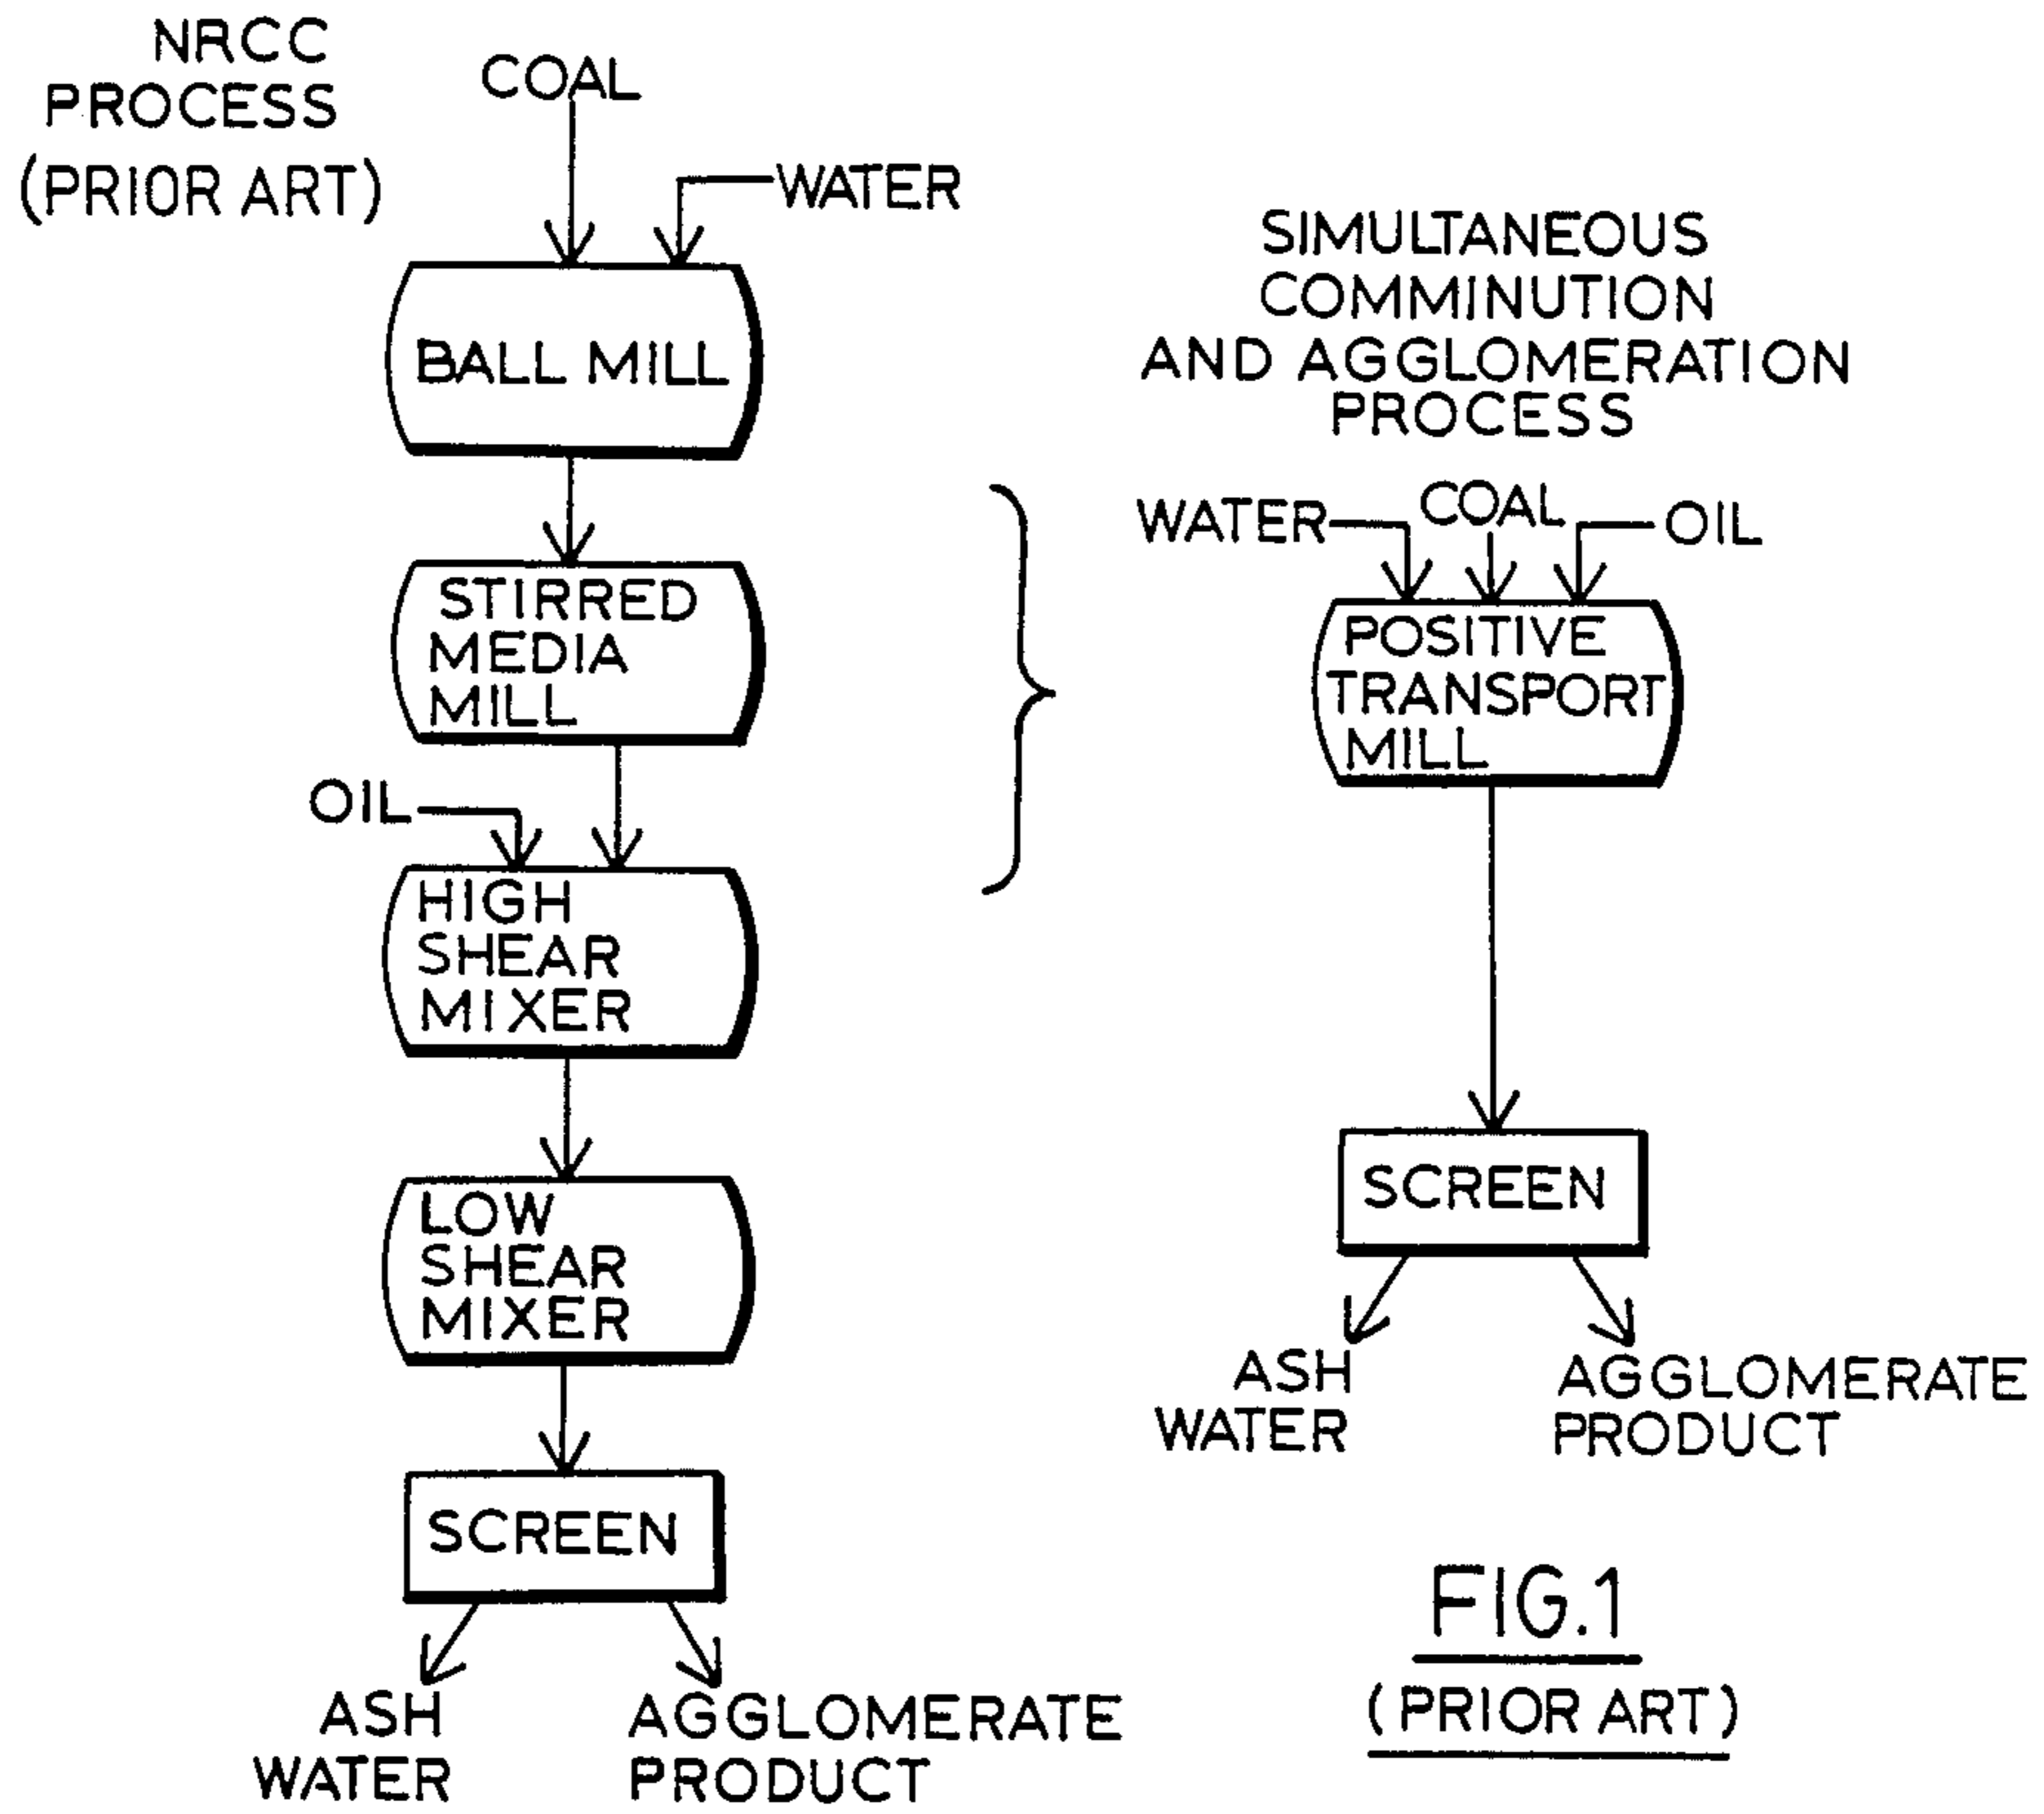 NRCC
PROCESS
(PRIOR ART)
COAL
WATER
BALL MILL
STIRRED
MEDIA
MILL
OIL
HIGH
SHEAR
MIXER
LOW
SHEAR
MIXER
SCREEN
ASH
WATER
AGGLOMERATE
PRODUCT
SIMULTANEOUS
COMMINUTION
AND AGGLOMERATION
PROCESS
WATER
COAL
OIL
POSITIVE
TRANSPORT
MILL
SCREEN
ASH
WATER
AGGLOMERATE
PRODUCT
FIG.1
(PRIOR ART)